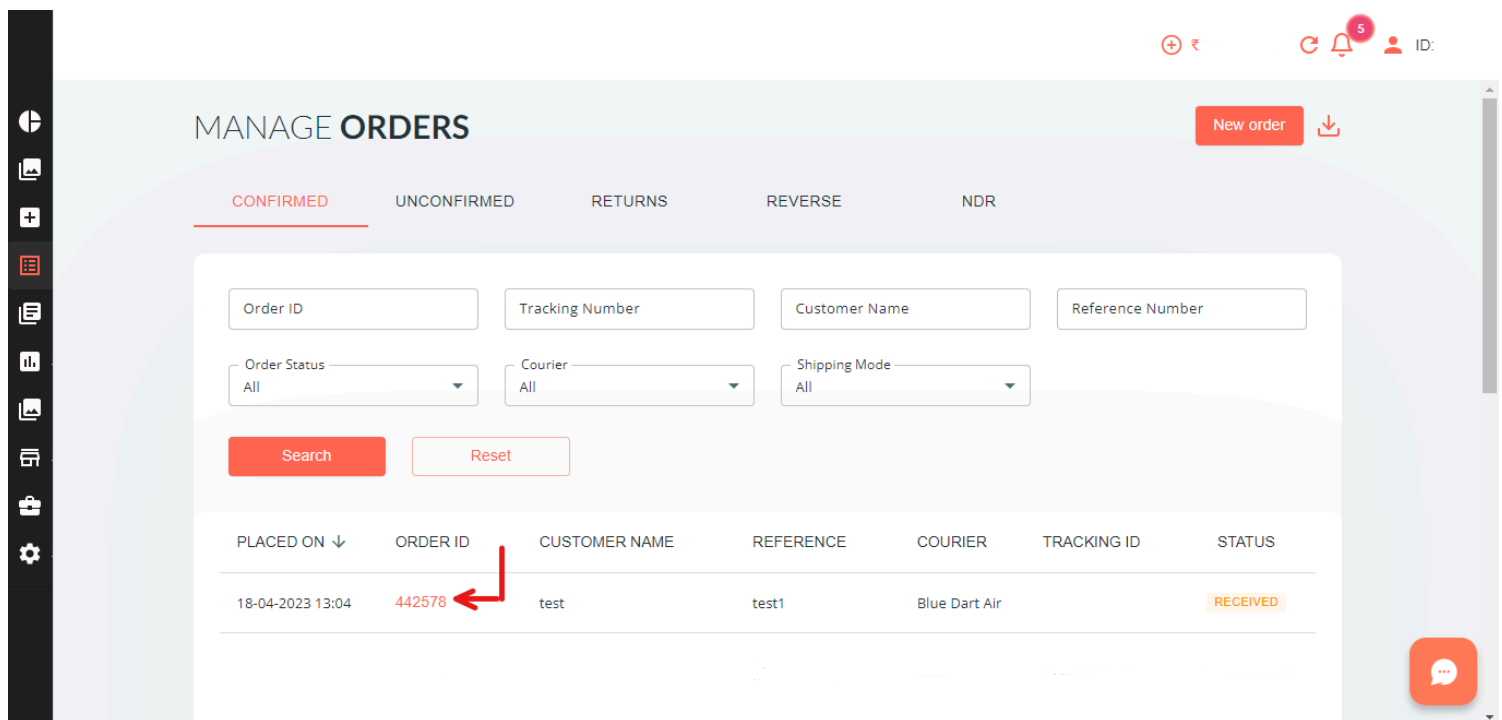 5
₹
ID:
MANAGE ORDERS
New order
CONFIRMED UNCONFIRMED RETURNS REVERSE NDR
Order ID Tracking Number Customer Name Reference Number
Order Status Courier Shipping Mode
All All All
Search Reset
PLACED ON ORDER ID CUSTOMER NAME REFERENCE COURIER TRACKING ID STATUS
18-04-2023 13:04 442578 test test1 Blue Dart Air RECEIVED